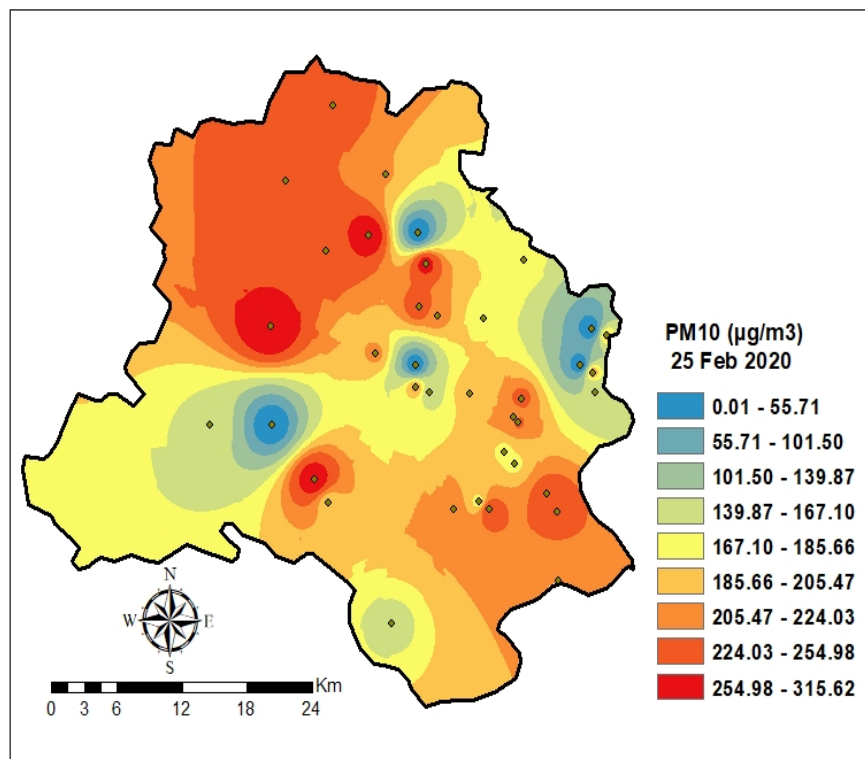 PM10 (µg/m3)
25 Feb 2020
0.01 - 55.71
55.71 - 101.50
101.50 - 139.87
139.87 - 167.10
167.10 - 185.66
185.66 - 205.47
205.47 - 224.03
224.03 - 254.98
254.98 - 315.62
N
W E
S
Km
0 3 6 12 18 24